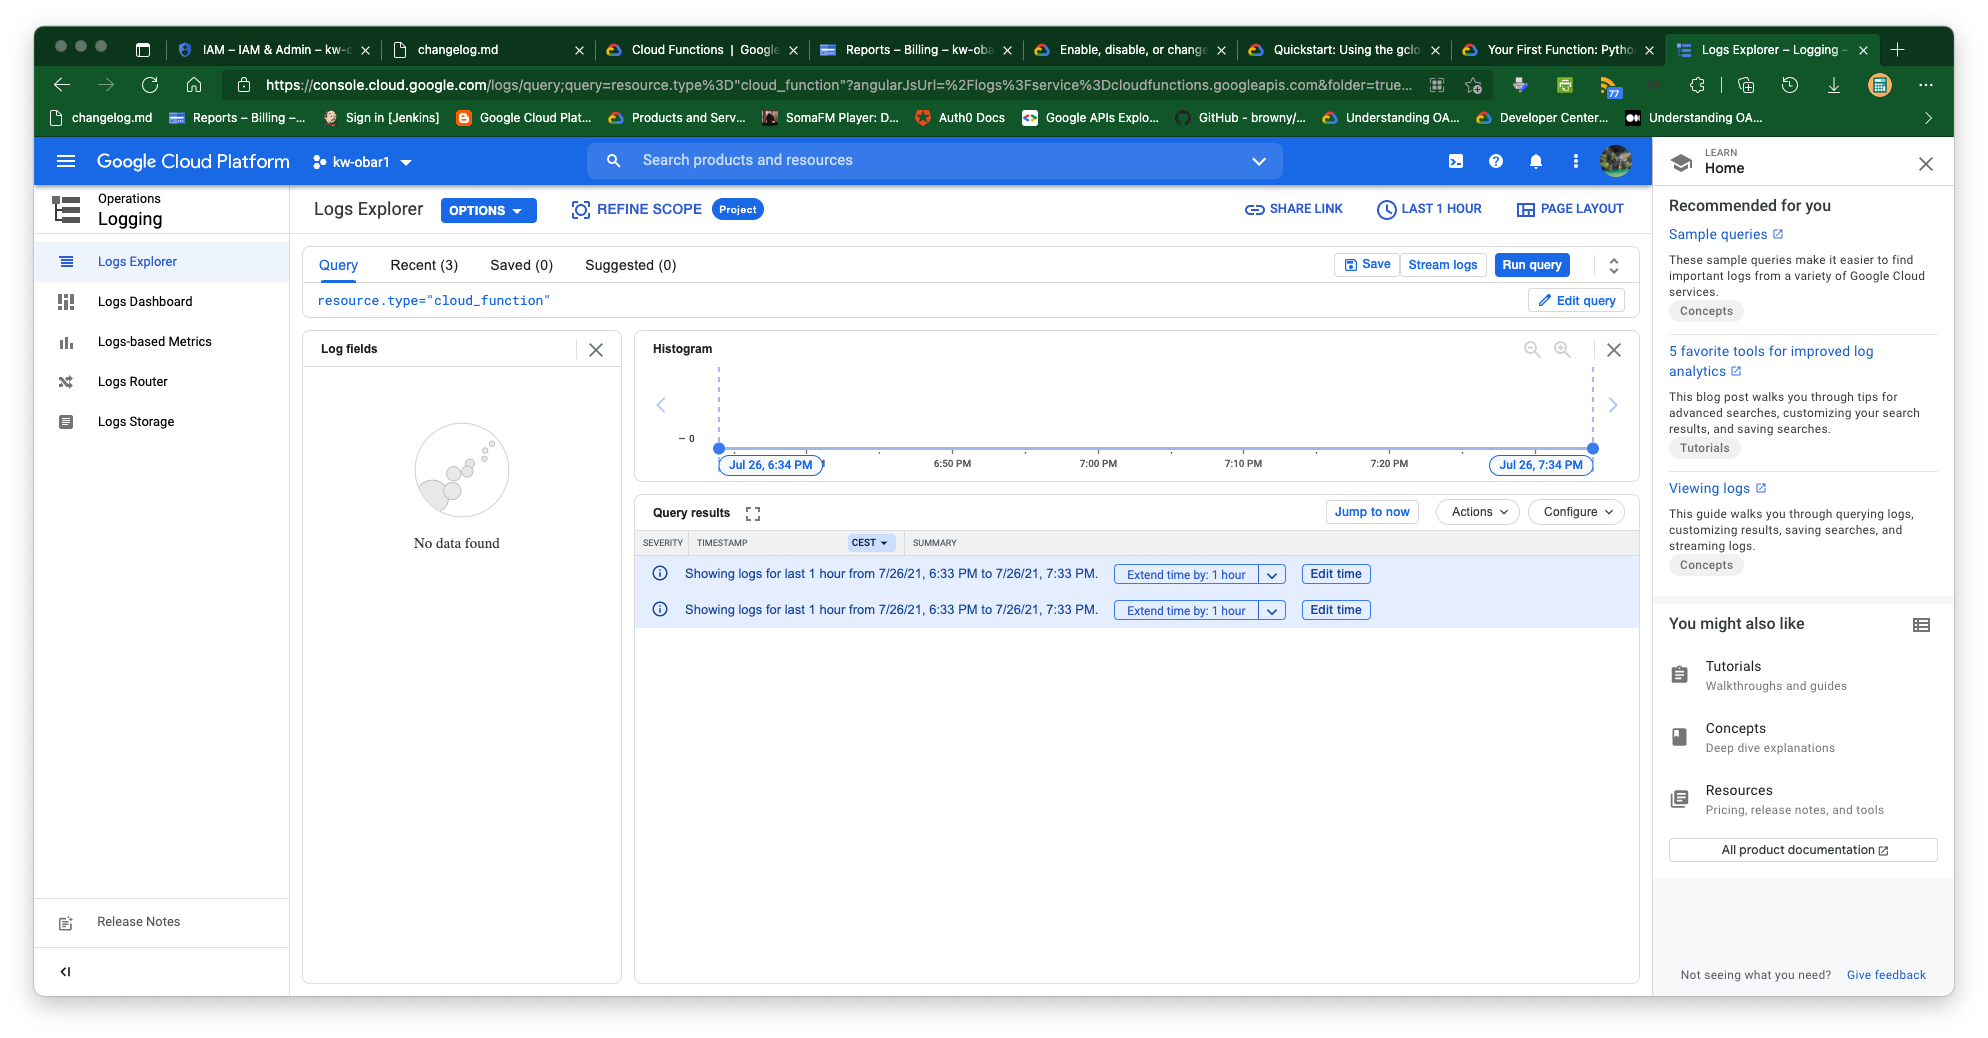 IAM – IAM & Admin – kw-o
changelog.md
Cloud Functions | Google
Reports – Billing – kw-oba
Enable, disable, or change
Quickstart: Using the gclo
Your First Function: Python
Logs Explorer – Logging –
https://console.cloud.google.com/logs/query;query=resource.type%3D"cloud_function"?angularJsUrl=%2Flogs%3Fservice%3Dcloudfunctions.googleapis.com&folder=true...
77
changelog.md
Reports – Billing –...
Sign in [Jenkins]
Google Cloud Plat...
Products and Serv...
SomaFM Player: D...
Auth0 Docs
Google APIs Explo...
GitHub - browny/...
Understanding OA...
Developer Center...
Understanding OA...
Google Cloud Platform
kw-obar1
Search products and resources
LEARN
Home
Operations
Logging
Logs Explorer
Logs Dashboard
Logs-based Metrics
Logs Router
Logs Storage
Release Notes
Logs Explorer
OPTIONS
REFINE SCOPE
Project
SHARE LINK
LAST 1 HOUR
PAGE LAYOUT
Query
Recent (3)
Saved (0)
Suggested (0)
Save
Stream logs
Run query
resource.type="cloud_function"
Edit query
Log fields
No data found
Histogram
0
Jul 26, 6:34 PM
6:50 PM
7:00 PM
7:10 PM
7:20 PM
Jul 26, 7:34 PM
Query results
Jump to now
Actions
Configure
SEVERITY
TIMESTAMP
CEST
SUMMARY
Showing logs for last 1 hour from 7/26/21, 6:33 PM to 7/26/21, 7:33 PM.
Extend time by: 1 hour
Edit time
Showing logs for last 1 hour from 7/26/21, 6:33 PM to 7/26/21, 7:33 PM.
Extend time by: 1 hour
Edit time
Recommended for you
Sample queries
These sample queries make it easier to find
important logs from a variety of Google Cloud
services.
Concepts
5 favorite tools for improved log
analytics
This blog post walks you through tips for
advanced searches, customizing your search
results, and saving searches.
Tutorials
Viewing logs
This guide walks you through querying logs,
customizing results, saving searches, and
streaming logs.
Concepts
You might also like
Tutorials
Walkthroughs and guides
Concepts
Deep dive explanations
Resources
Pricing, release notes, and tools
All product documentation
Not seeing what you need?
Give feedback